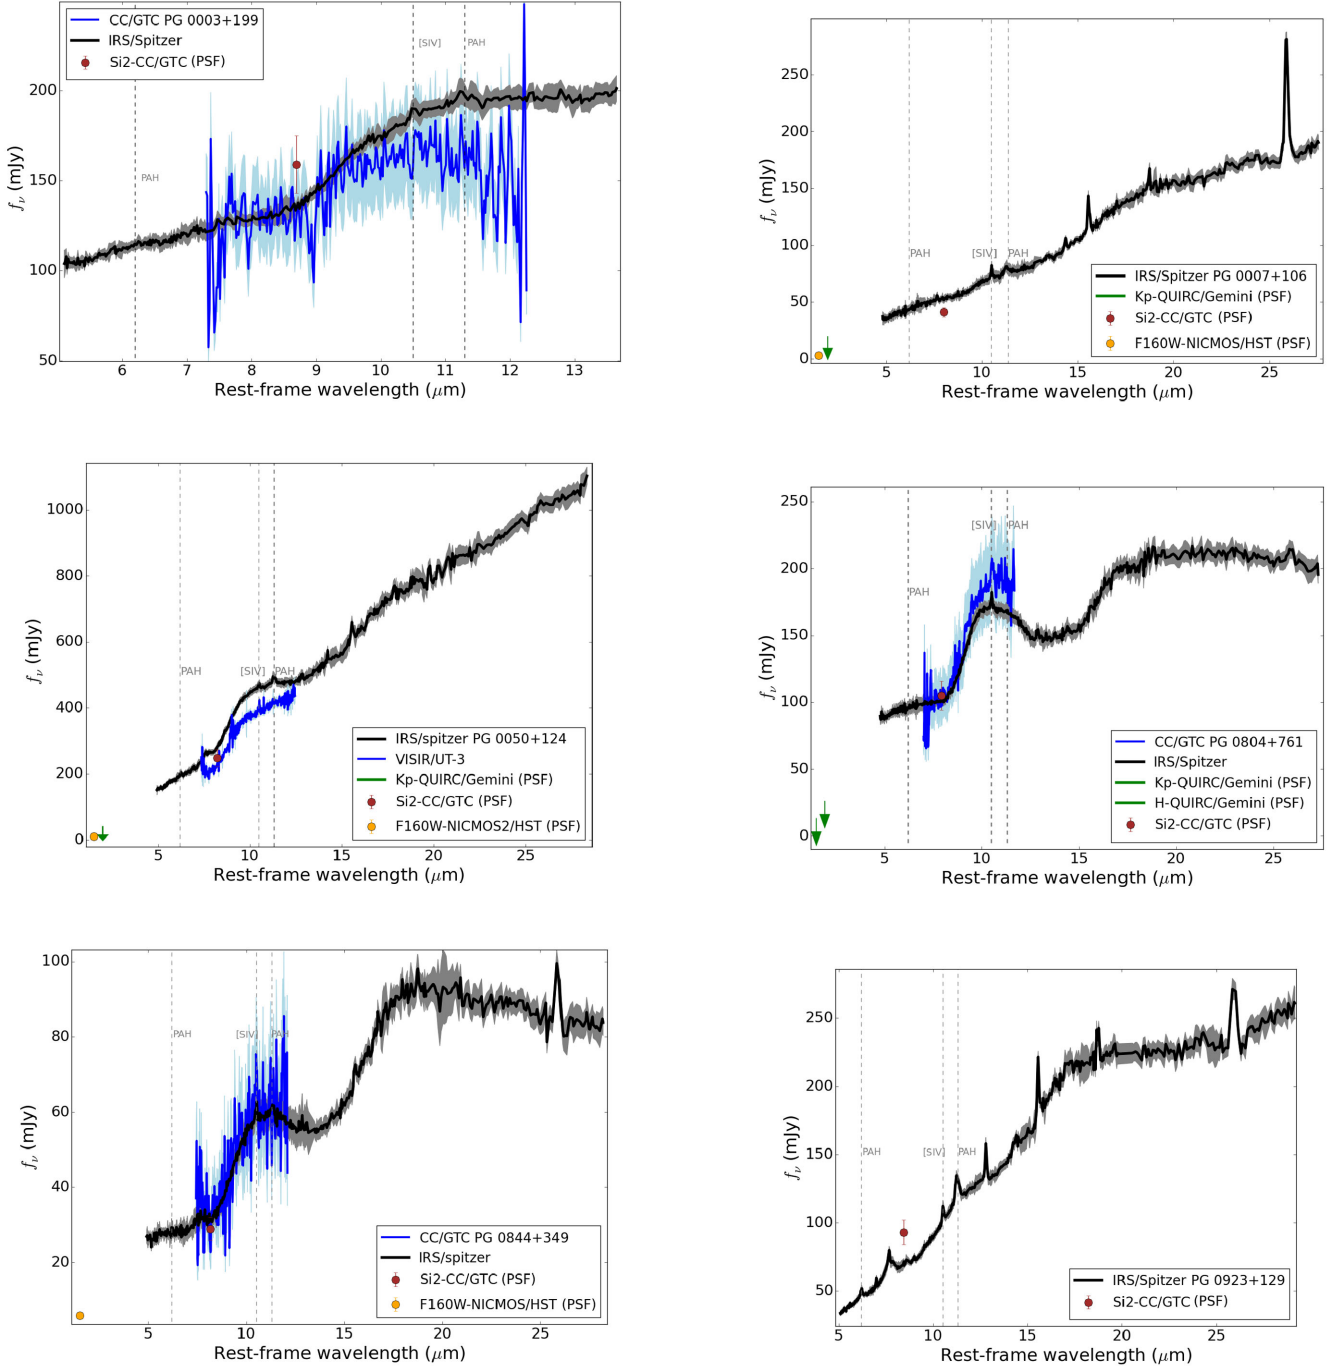 CC/GTC PG 0003+199
IRS/Spitzer
Si2-CC/GTC (PSF)
[SIV]
PAH
PAH
200
150
100
50
fν (mJy)
6 7 8 9 10 11 12 13
Rest-frame wavelength (μm)
250
200
150
100
50
0
fν (mJy)
PAH [SIV] PAH
IRS/Spitzer PG 0007+106
Kp-QUIRC/Gemini (PSF)
Si2-CC/GTC (PSF)
F160W-NICMOS/HST (PSF)
5 10 15 20 25
Rest-frame wavelength (μm)
1000
800
600
400
200
0
fν (mJy)
PAH [SIV] PAH
IRS/spitzer PG 0050+124
VISIR/UT-3
Kp-QUIRC/Gemini (PSF)
Si2-CC/GTC (PSF)
F160W-NICMOS2/HST (PSF)
5 10 15 20 25
Rest-frame wavelength (μm)
250
200
150
100
50
0
fν (mJy)
[SIV] PAH
PAH
CC/GTC PG 0804+761
IRS/Spitzer
Kp-QUIRC/Gemini (PSF)
H-QUIRC/Gemini (PSF)
Si2-CC/GTC (PSF)
5 10 15 20 25
Rest-frame wavelength (μm)
100
80
60
40
20
fν (mJy)
PAH [SIV] PAH
CC/GTC PG 0844+349
IRS/spitzer
Si2-CC/GTC (PSF)
F160W-NICMOS/HST (PSF)
5 10 15 20 25
Rest-frame wavelength (μm)
250
200
150
100
50
fν (mJy)
PAH [SIV] PAH
IRS/Spitzer PG 0923+129
Si2-CC/GTC (PSF)
5 10 15 20 25
Rest-frame wavelength (μm)